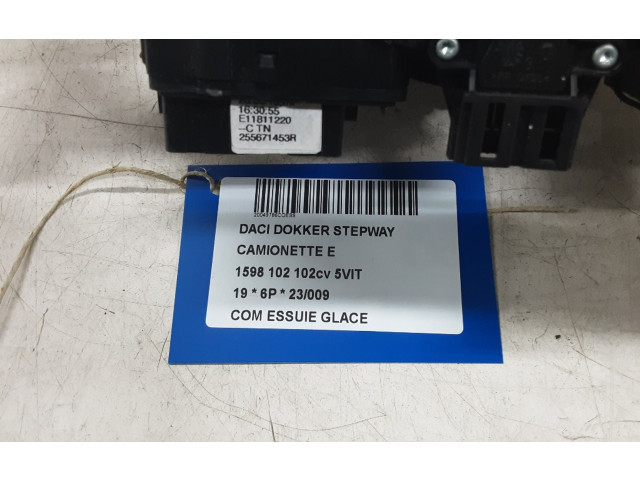 16:30:55
E11811220
--C TN
255671453R
DACI DOKKER STEPWAY
CAMIONETTE E
1598 102 102cv 5VIT
19 * 6P * 23/009
COM ESSUIE GLACE